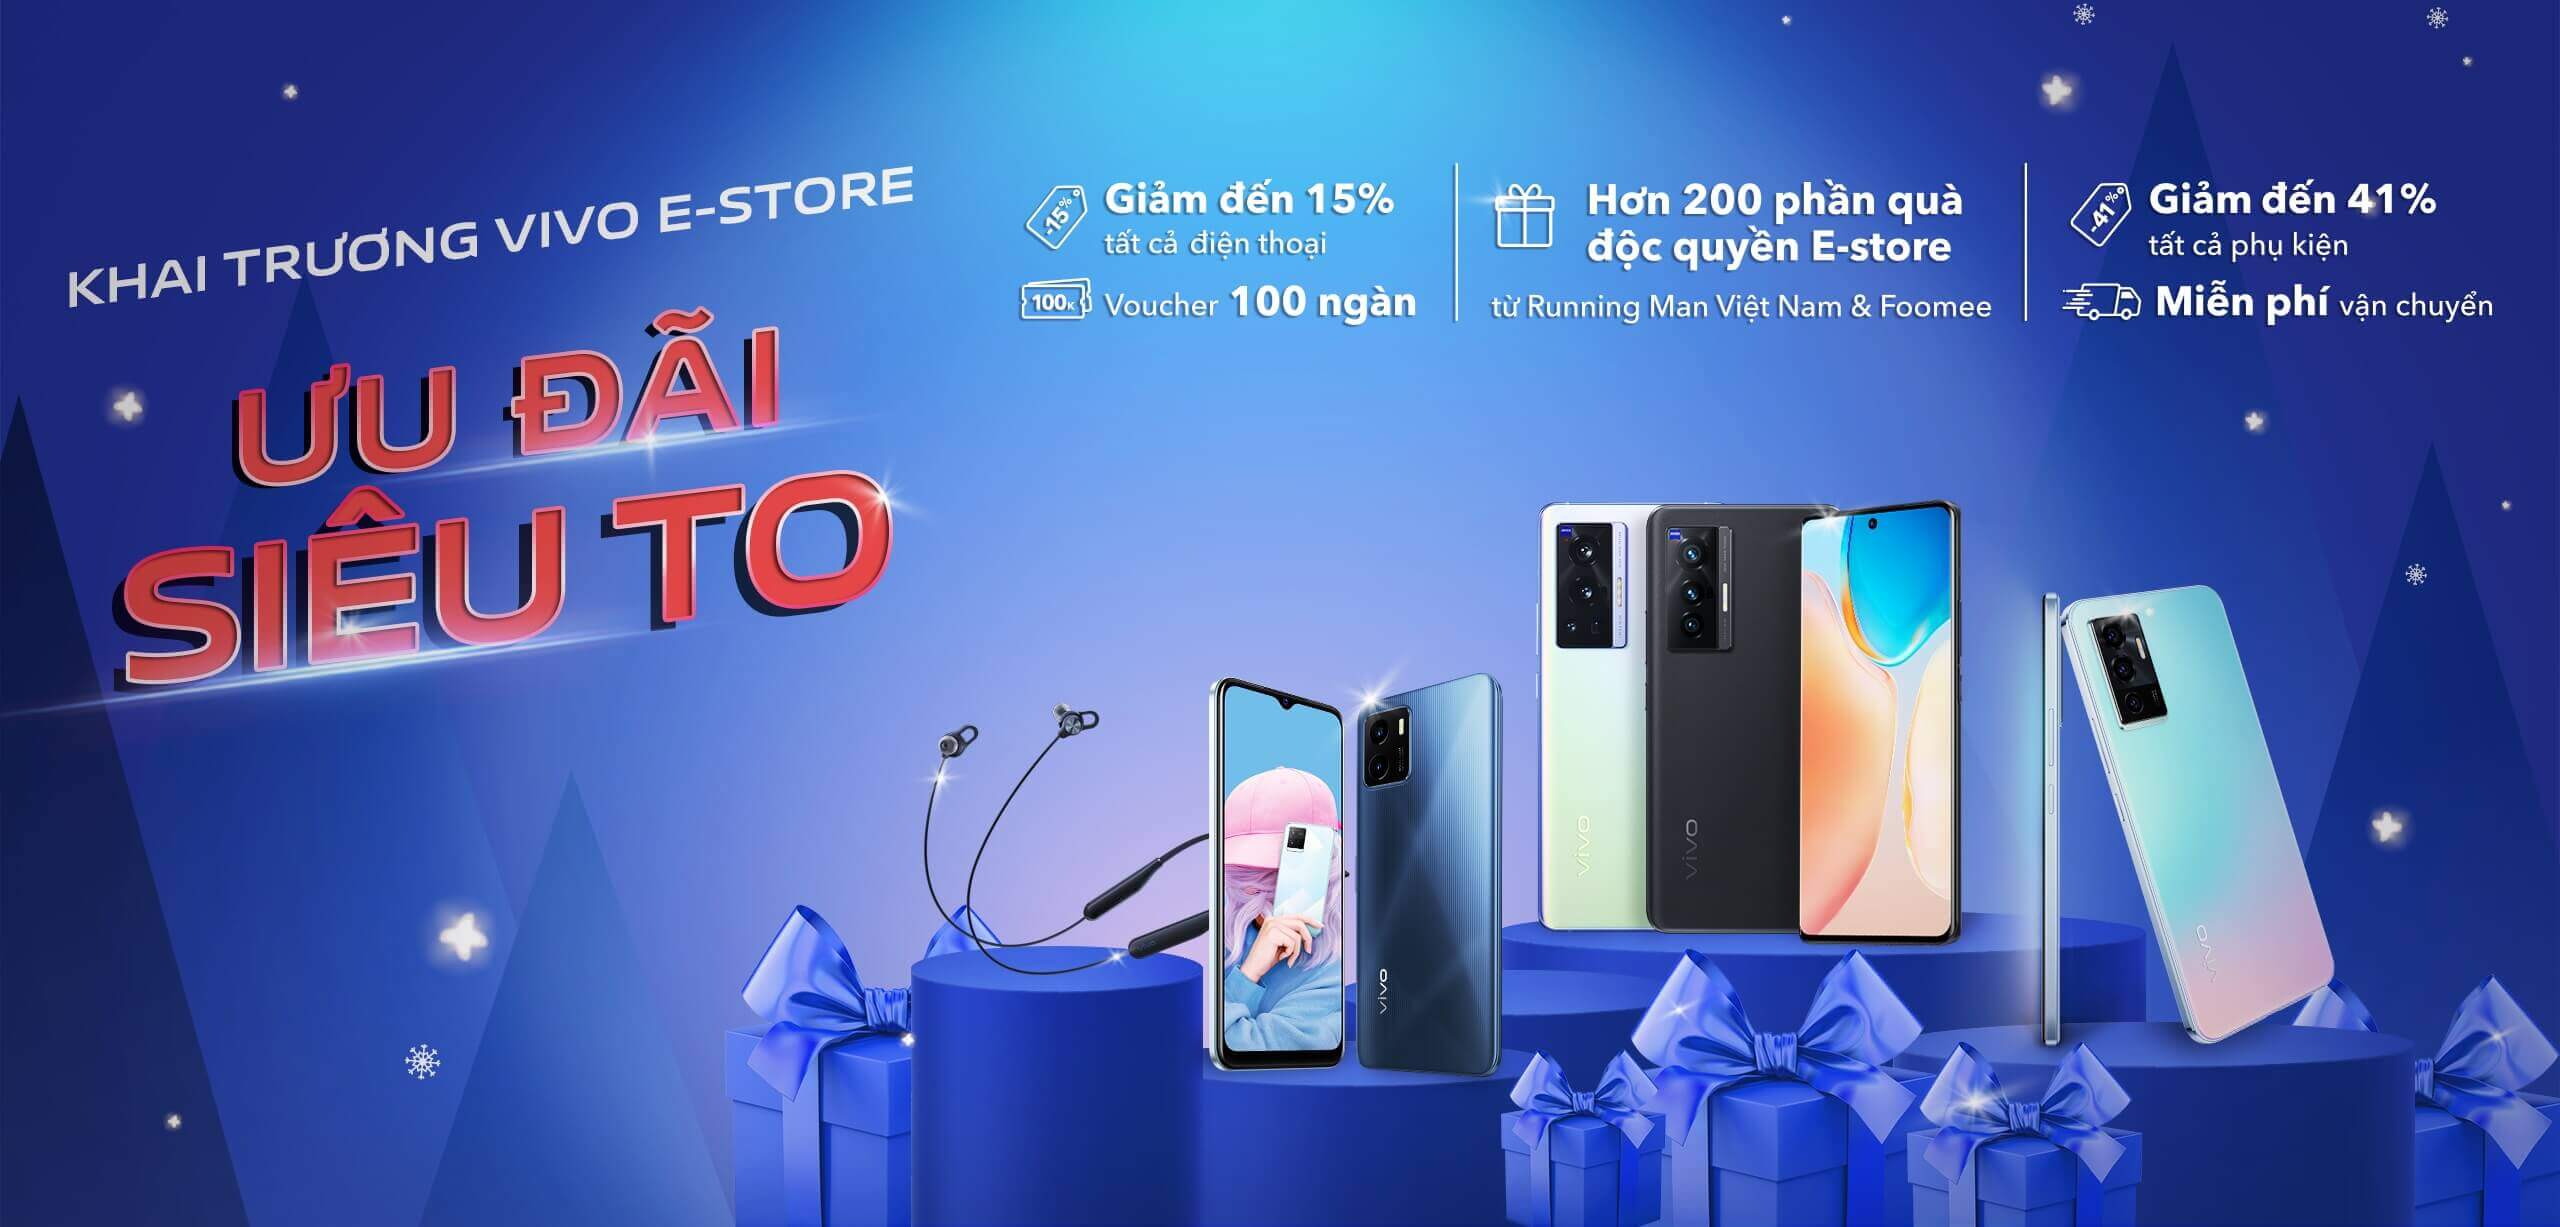 KHAI TRƯƠNG VIVO E-STORE
ƯU ĐÃI
SIÊU TO
-15%
Giảm đến 15%
tất cả điện thoại
100K
Voucher 100 ngàn
Hơn 200 phần quà
độc quyền E-store
từ Running Man Việt Nam & Foomee
-41%
Giảm đến 41%
tất cả phụ kiện
Miễn phí vận chuyển
vivo
vivo
vivo
vivo